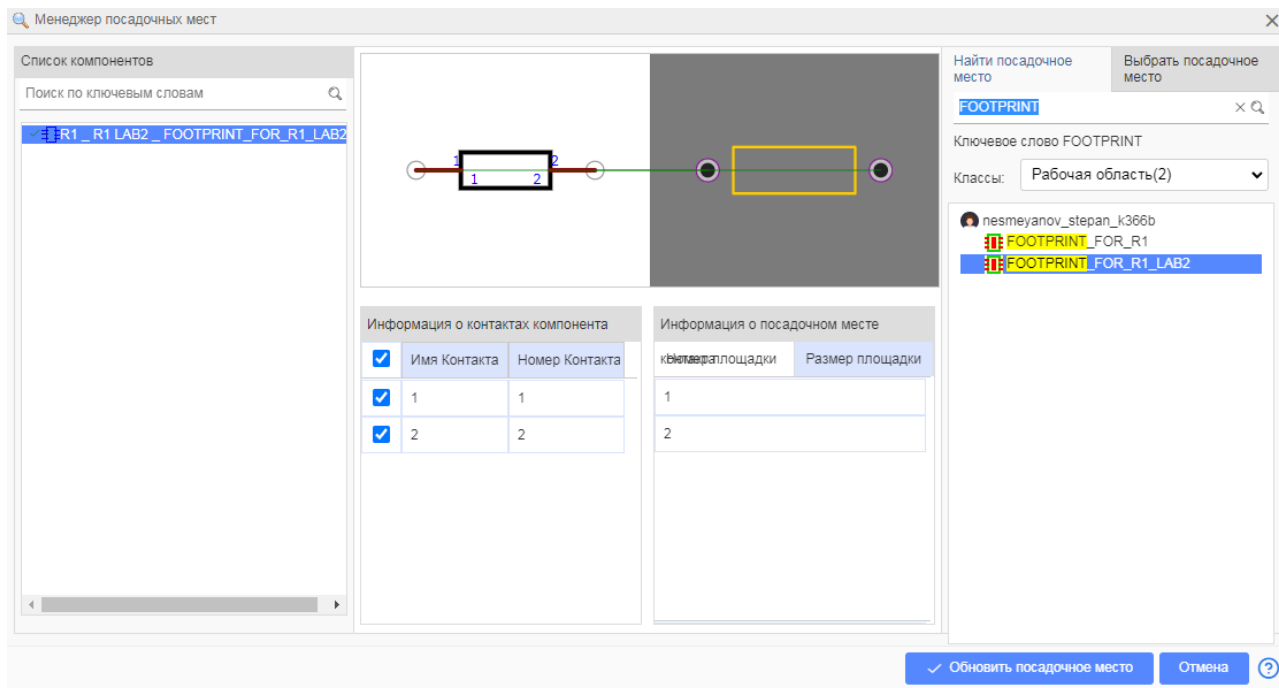 Менеджер посадочных мест
Список компонентов
Поиск по ключевым словам
R1 _ R1 LAB2 _ FOOTPRINT_FOR_R1_LAB2
1
2
1
2
Информация о контактах компонента
Имя Контакта
Номер Контакта
1
1
2
2
Информация о посадочном месте
Номер площадки
Размер площадки
1
2
Найти посадочное
место
Выбрать посадочное
место
FOOTPRINT
Ключевое слово FOOTPRINT
Классы:
Рабочая область(2)
nesmeyanov_stepan_k366b
FOOTPRINT_FOR_R1
FOOTPRINT_FOR_R1_LAB2
Обновить посадочное место
Отмена
?